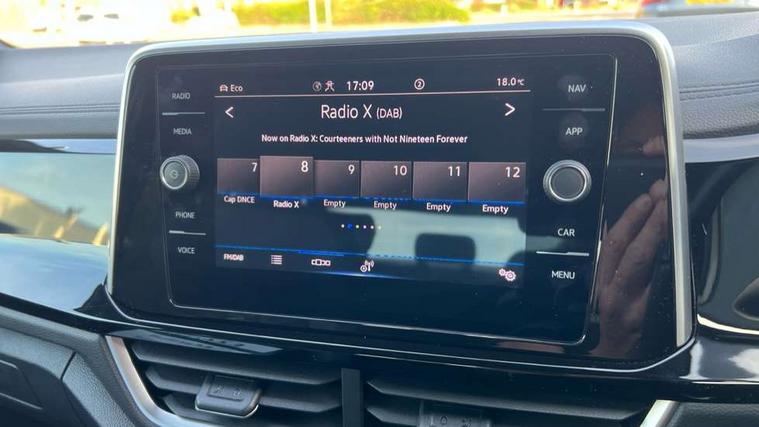 RADIO
MEDIA
PHONE
VOICE
Eco 17:09 2 18.0°C
< Radio X (DAB) >
Now on Radio X: Courteeners with Not Nineteen Forever
7 8 9 10 11 12
Cap DNCE Radio X Empty Empty Empty Empty
FM/DAB
NAV
APP
CAR
MENU